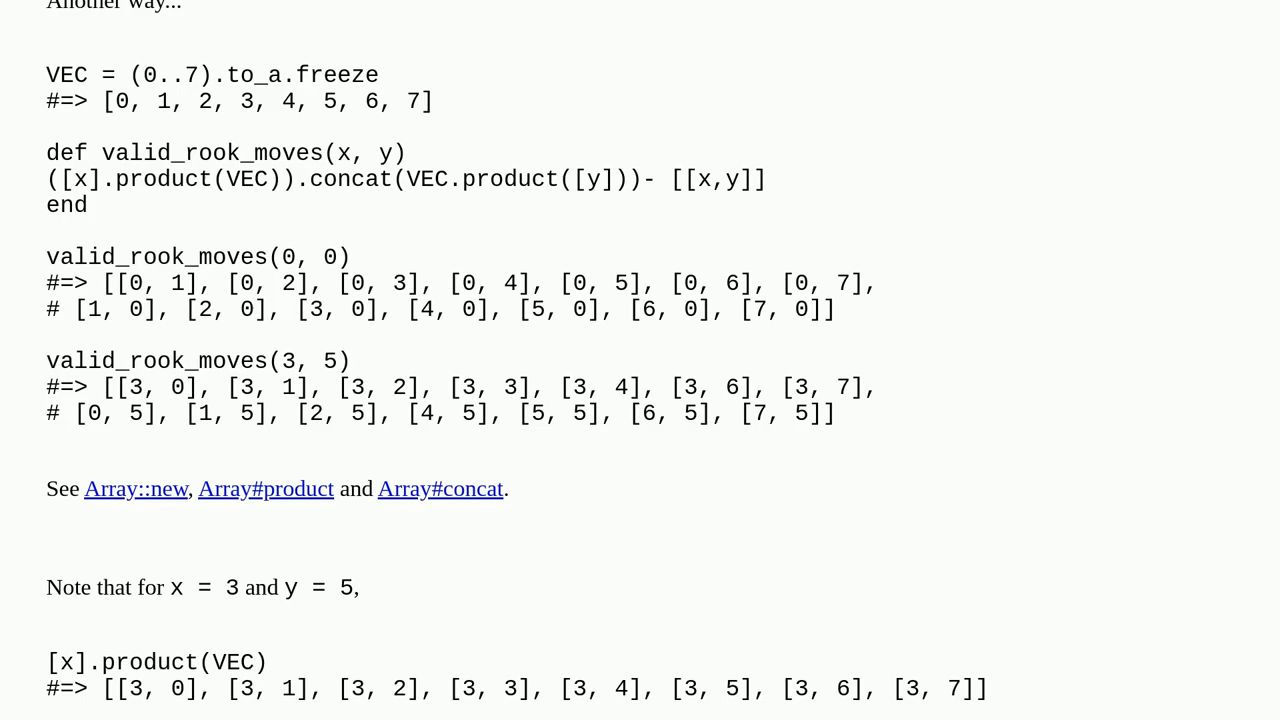 Another way...
VEC = (0..7).to_a.freeze
#=> [0, 1, 2, 3, 4, 5, 6, 7]
def valid_rook_moves(x, y)
([x].product(VEC)).concat(VEC.product([y]))- [[x,y]]
end
valid_rook_moves(0, 0)
#=> [[0, 1], [0, 2], [0, 3], [0, 4], [0, 5], [0, 6], [0, 7],
# [1, 0], [2, 0], [3, 0], [4, 0], [5, 0], [6, 0], [7, 0]]
valid_rook_moves(3, 5)
#=> [[3, 0], [3, 1], [3, 2], [3, 3], [3, 4], [3, 6], [3, 7],
# [0, 5], [1, 5], [2, 5], [4, 5], [5, 5], [6, 5], [7, 5]]
See Array::new, Array#product and Array#concat.
Note that for x = 3 and y = 5,
[x].product(VEC)
#=> [[3, 0], [3, 1], [3, 2], [3, 3], [3, 4], [3, 5], [3, 6], [3, 7]]